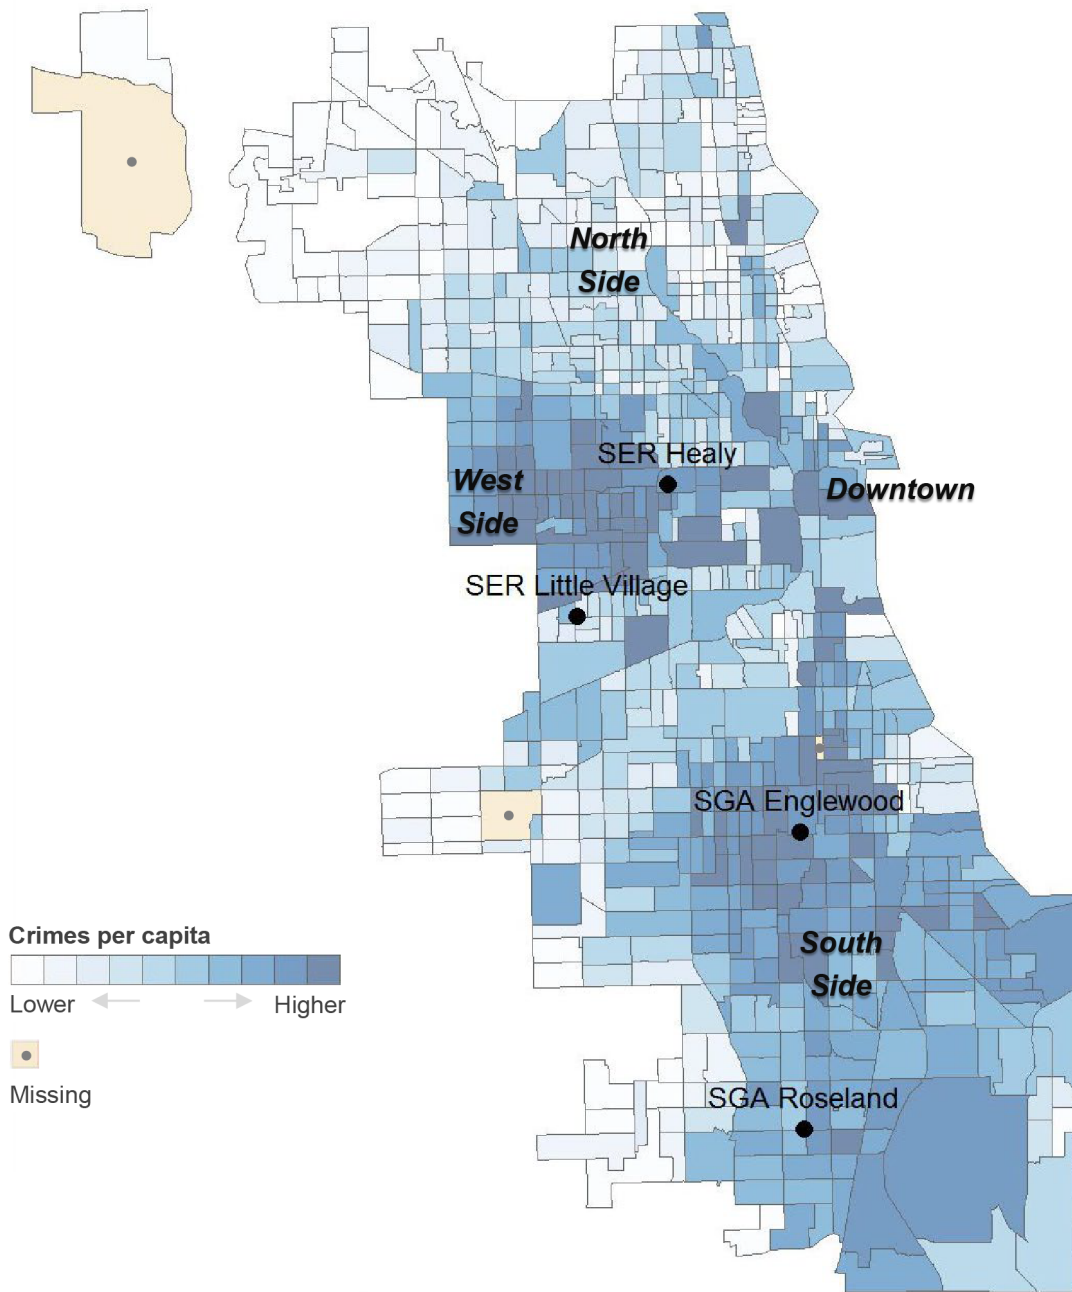 North
Side
SER Healy
West
Side
Downtown
SER Little Village
SGA Englewood
Crimes per capita
Lower
Higher
Missing
South
Side
SGA Roseland